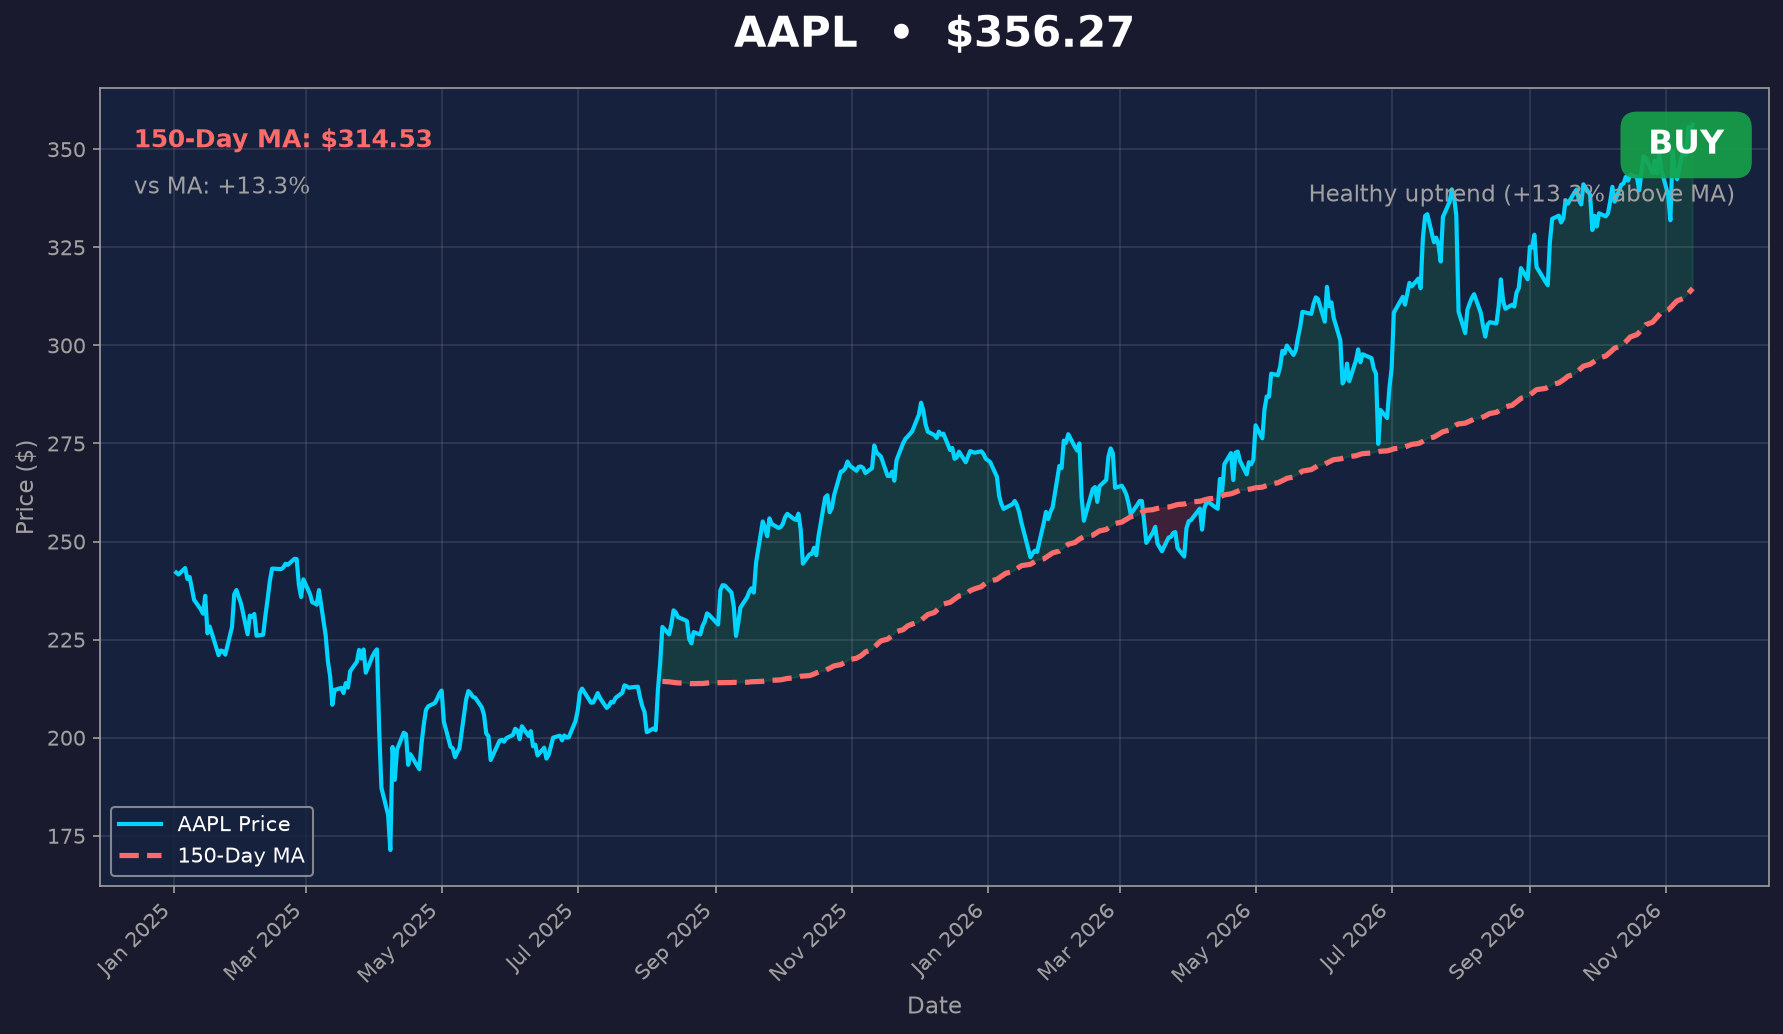 AAPL • $356.27
150-Day MA: $314.53
vs MA: +13.3%
BUY
Healthy uptrend (+13.3% above MA)
Price ($)
350
325
300
275
250
225
200
175
AAPL Price
150-Day MA
Jan 2025
Mar 2025
May 2025
Jul 2025
Sep 2025
Nov 2025
Jan 2026
Mar 2026
May 2026
Jul 2026
Sep 2026
Nov 2026
Date